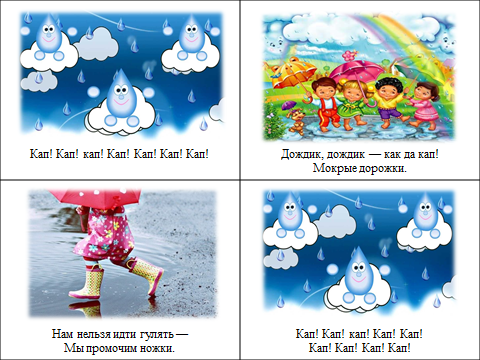 Кап! Кап! кап! Кап! Кап! Кап! Кап!
Дождик, дождик — как да кап!
Мокрые дорожки.
Нам нельзя идти гулять —
Мы промочим ножки.
Кап! Кап! кап! Кап! Кап!
Кап! Кап! Кап! Кап!